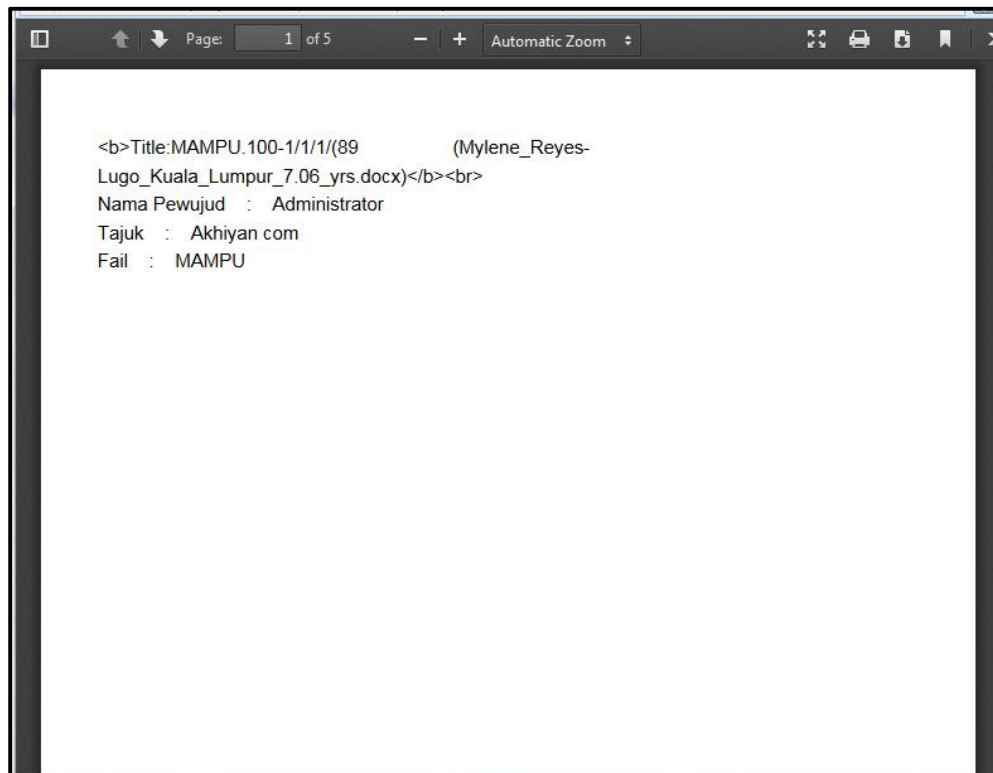 Page: 1 of 5 Automatic Zoom
<b>Title:MAMPU.100-1/1/1/(89 (Mylene_Reyes-
Lugo_Kuala_Lumpur_7.06_yrs.docx)</b><br>
Nama Pewujud : Administrator
Tajuk : Akhiyan com
Fail : MAMPU